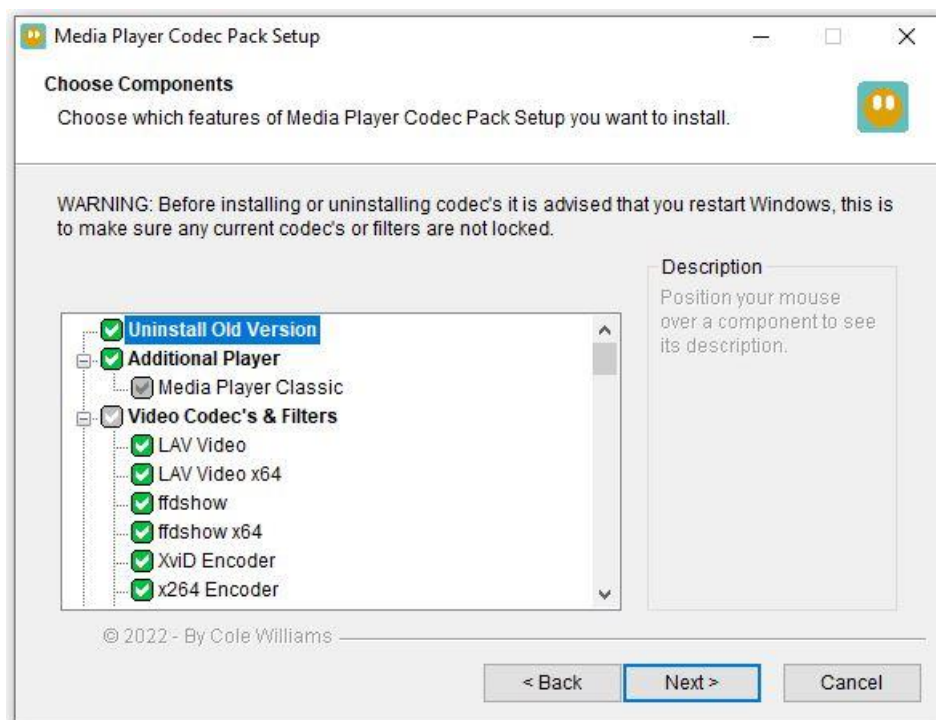 Media Player Codec Pack Setup
Choose Components
Choose which features of Media Player Codec Pack Setup you want to install.
WARNING: Before installing or uninstalling codec's it is advised that you restart Windows, this is
to make sure any current codec's or filters are not locked.
Uninstall Old Version
Additional Player
Media Player Classic
Video Codec's & Filters
LAV Video
LAV Video x64
ffdshow
ffdshow x64
XviD Encoder
x264 Encoder
Description
Position your mouse
over a component to see
its description.
© 2022 - By Cole Williams
< Back
Next >
Cancel